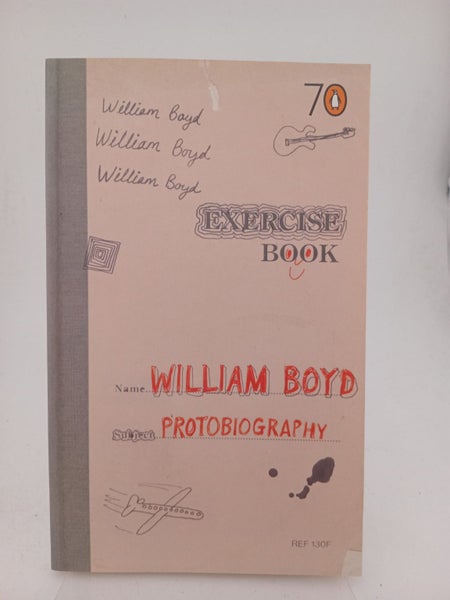 70
William Boyd
William Boyd
William Boyd
EXERCISE
BOOK
Name WILLIAM BOYD
Subject PROTOBIOGRAPHY
REF 130F